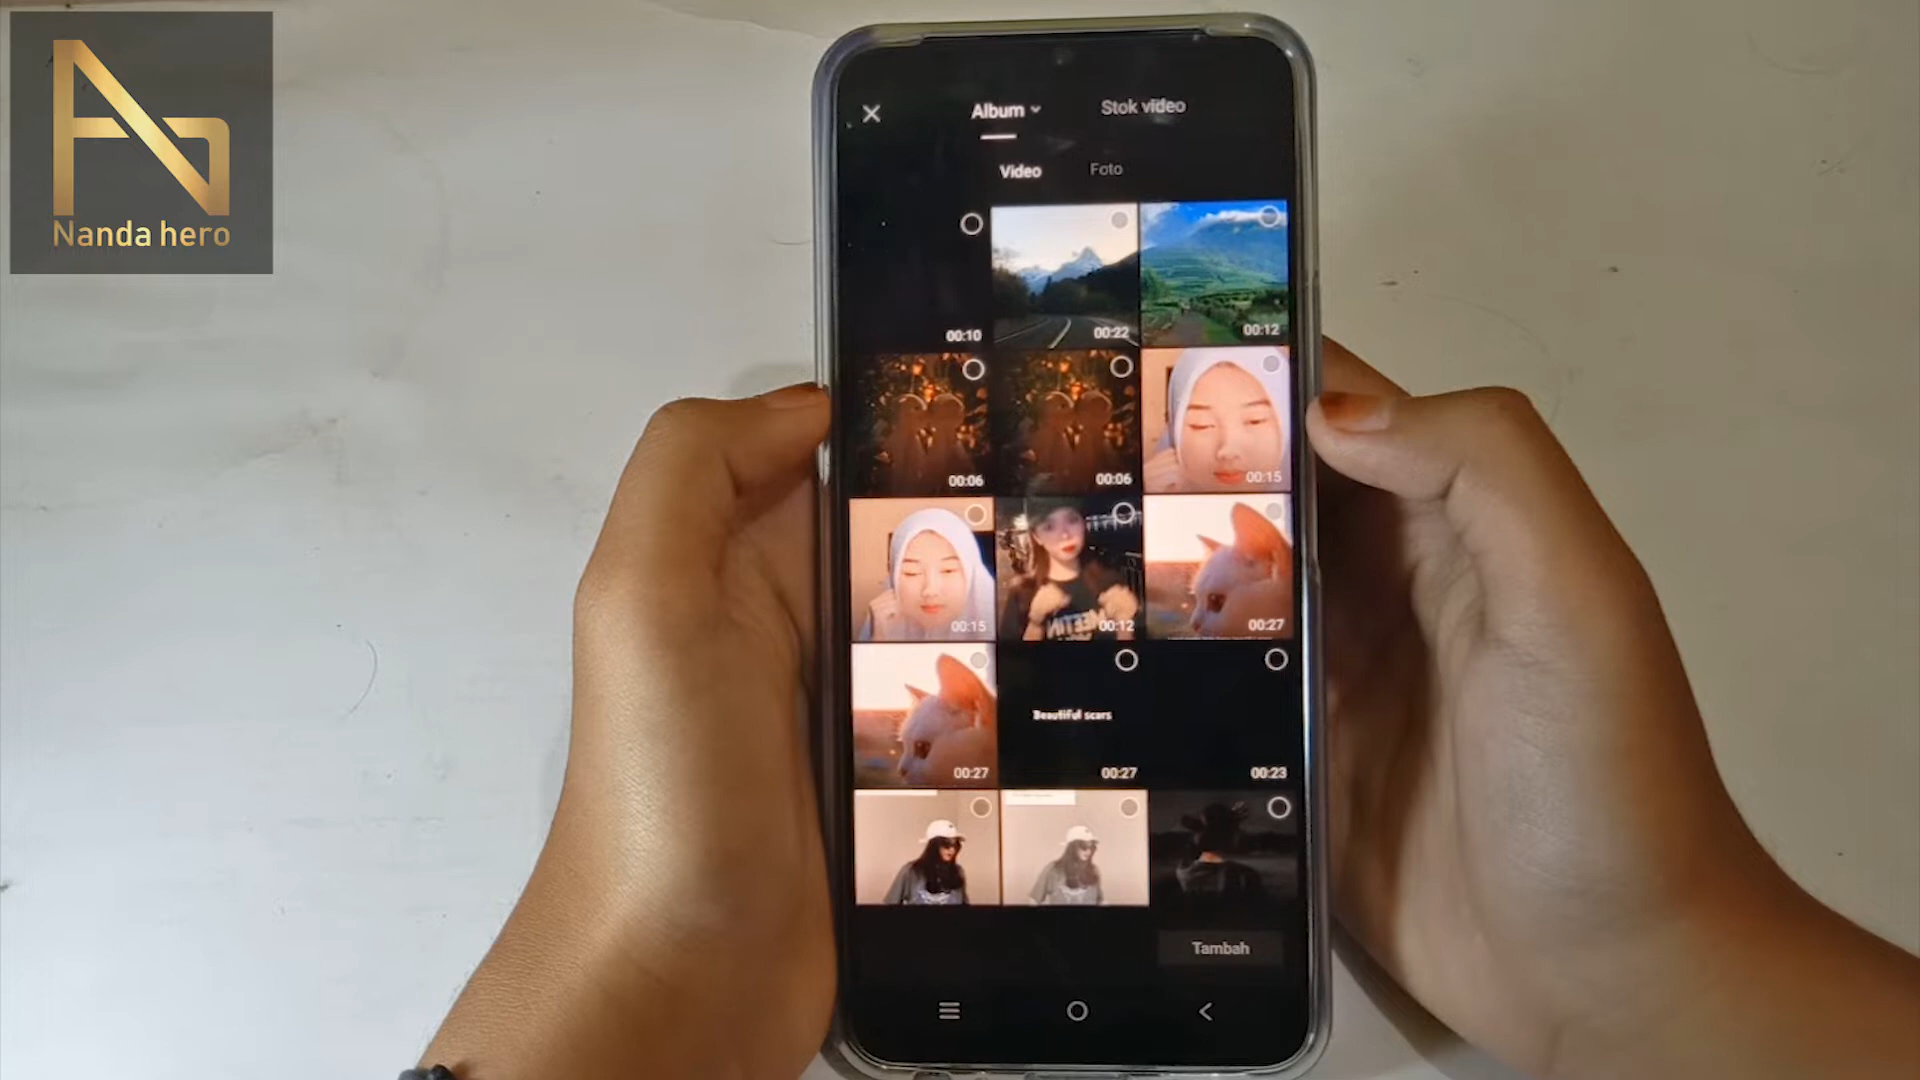 Nanda hero
Album
Stok video
Video
Foto
00:10
00:22
00:12
00:06
00:06
00:15
00:15
00:12
00:27
00:27
Beautiful scars
00:27
00:23
Tambah